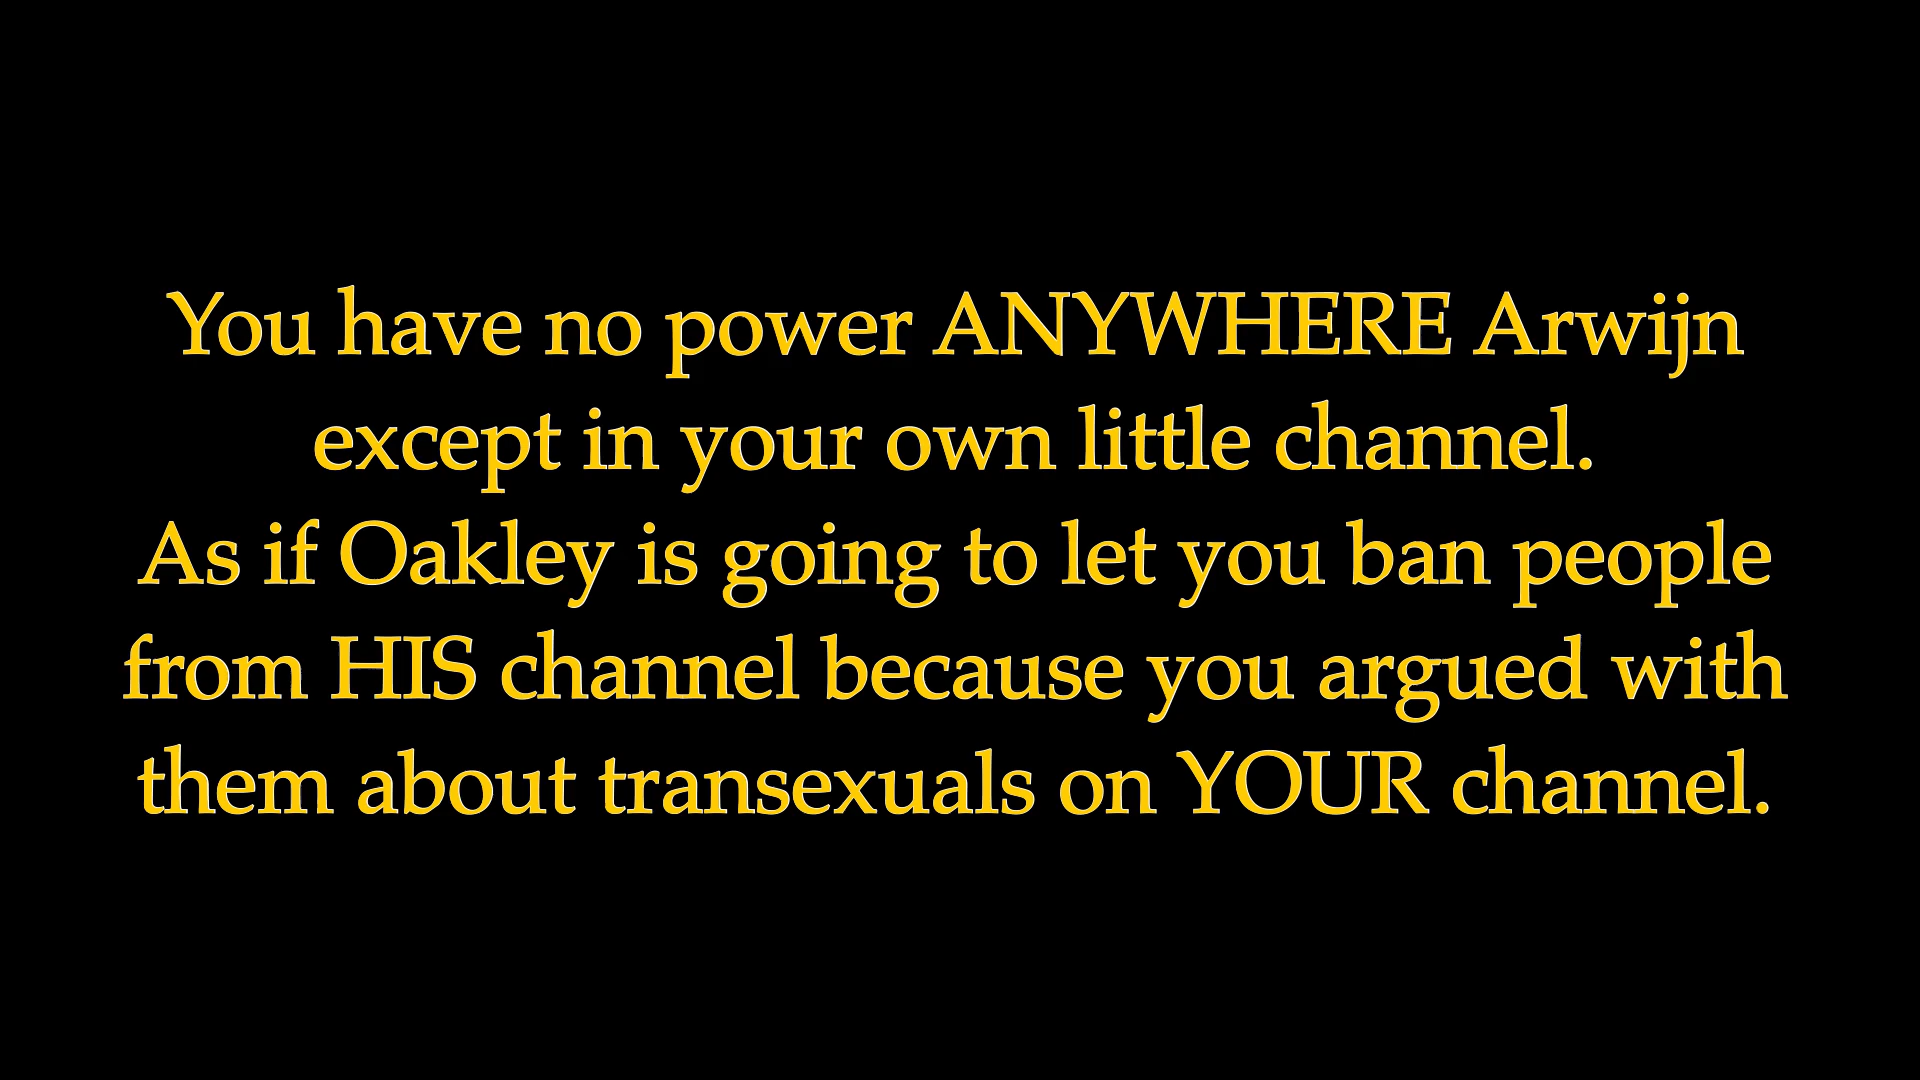 You have no power ANYWHERE Arwijn
except in your own little channel.
As if Oakley is going to let you ban people
from HIS channel because you argued with
them about transexuals on YOUR channel.